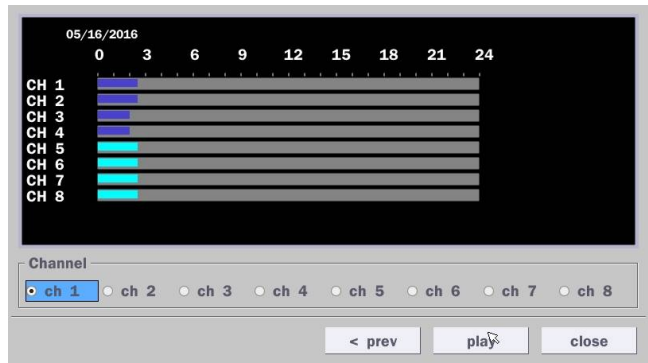 05/16/2016
0 3 6 9 12 15 18 21 24
CH 1
CH 2
CH 3
CH 4
CH 5
CH 6
CH 7
CH 8
Channel
ch 1 ch 2 ch 3 ch 4 ch 5 ch 6 ch 7 ch 8
< prev play close